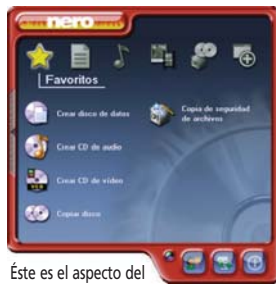 nero
Favoritos
Crear disco de datos
Copia de seguridad
de archivos
Crear CD de audio
Crear CD de vídeo
Copiar disco
Éste es el aspecto del